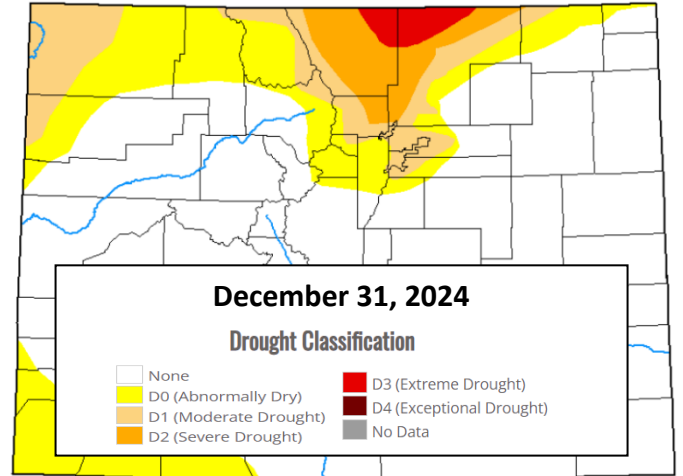 December 31, 2024
Drought Classification
None
D0 (Abnormally Dry)
D1 (Moderate Drought)
D2 (Severe Drought)
D3 (Extreme Drought)
D4 (Exceptional Drought)
No Data